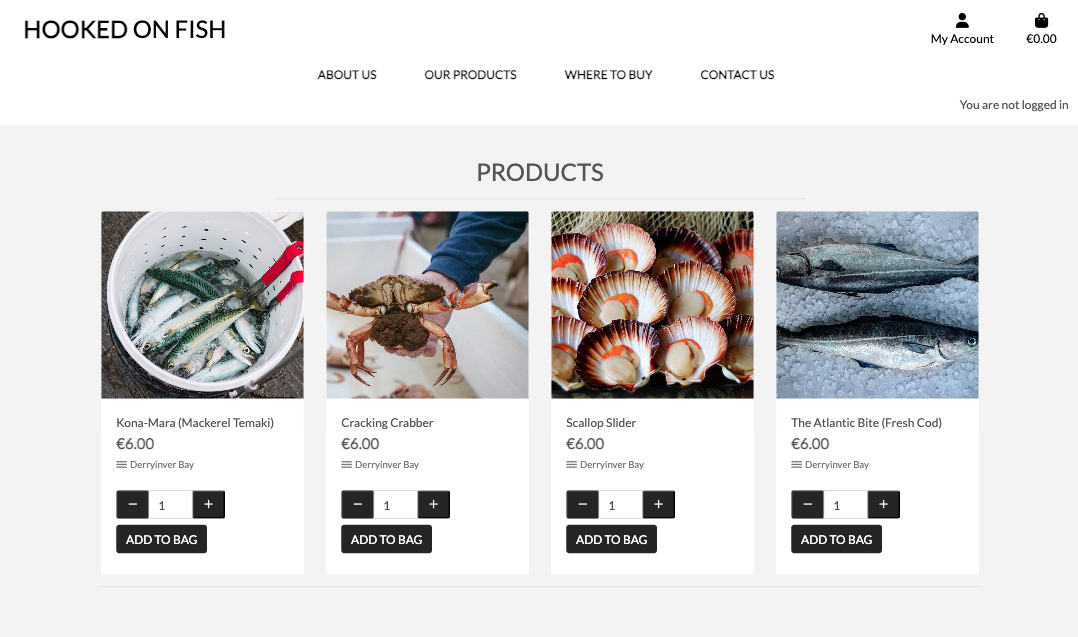 HOOKED ON FISH
My Account
€0.00
ABOUT US
OUR PRODUCTS
WHERE TO BUY
CONTACT US
You are not logged in
PRODUCTS
Kona-Mara (Mackerel Temaki)
€6.00
Derryinver Bay
− 1 +
ADD TO BAG
Cracking Crabber
€6.00
Derryinver Bay
− 1 +
ADD TO BAG
Scallop Slider
€6.00
Derryinver Bay
− 1 +
ADD TO BAG
The Atlantic Bite (Fresh Cod)
€6.00
Derryinver Bay
− 1 +
ADD TO BAG